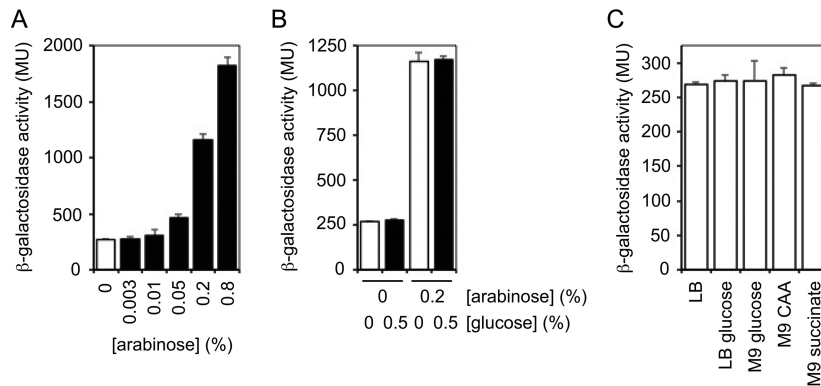 A
β-galactosidase activity (MU)
2000
1500
1000
500
0
0
0.003
0.01
0.05
0.2
0.8
[arabinose] (%)
B
β-galactosidase activity (MU)
1250
1000
750
500
250
0
0 0.2 [arabinose] (%)
0 0.5 0 0.5 [glucose] (%)
C
β-galactosidase activity (MU)
300
250
200
150
100
50
0
LB
LB glucose
M9 glucose
M9 CAA
M9 succinate